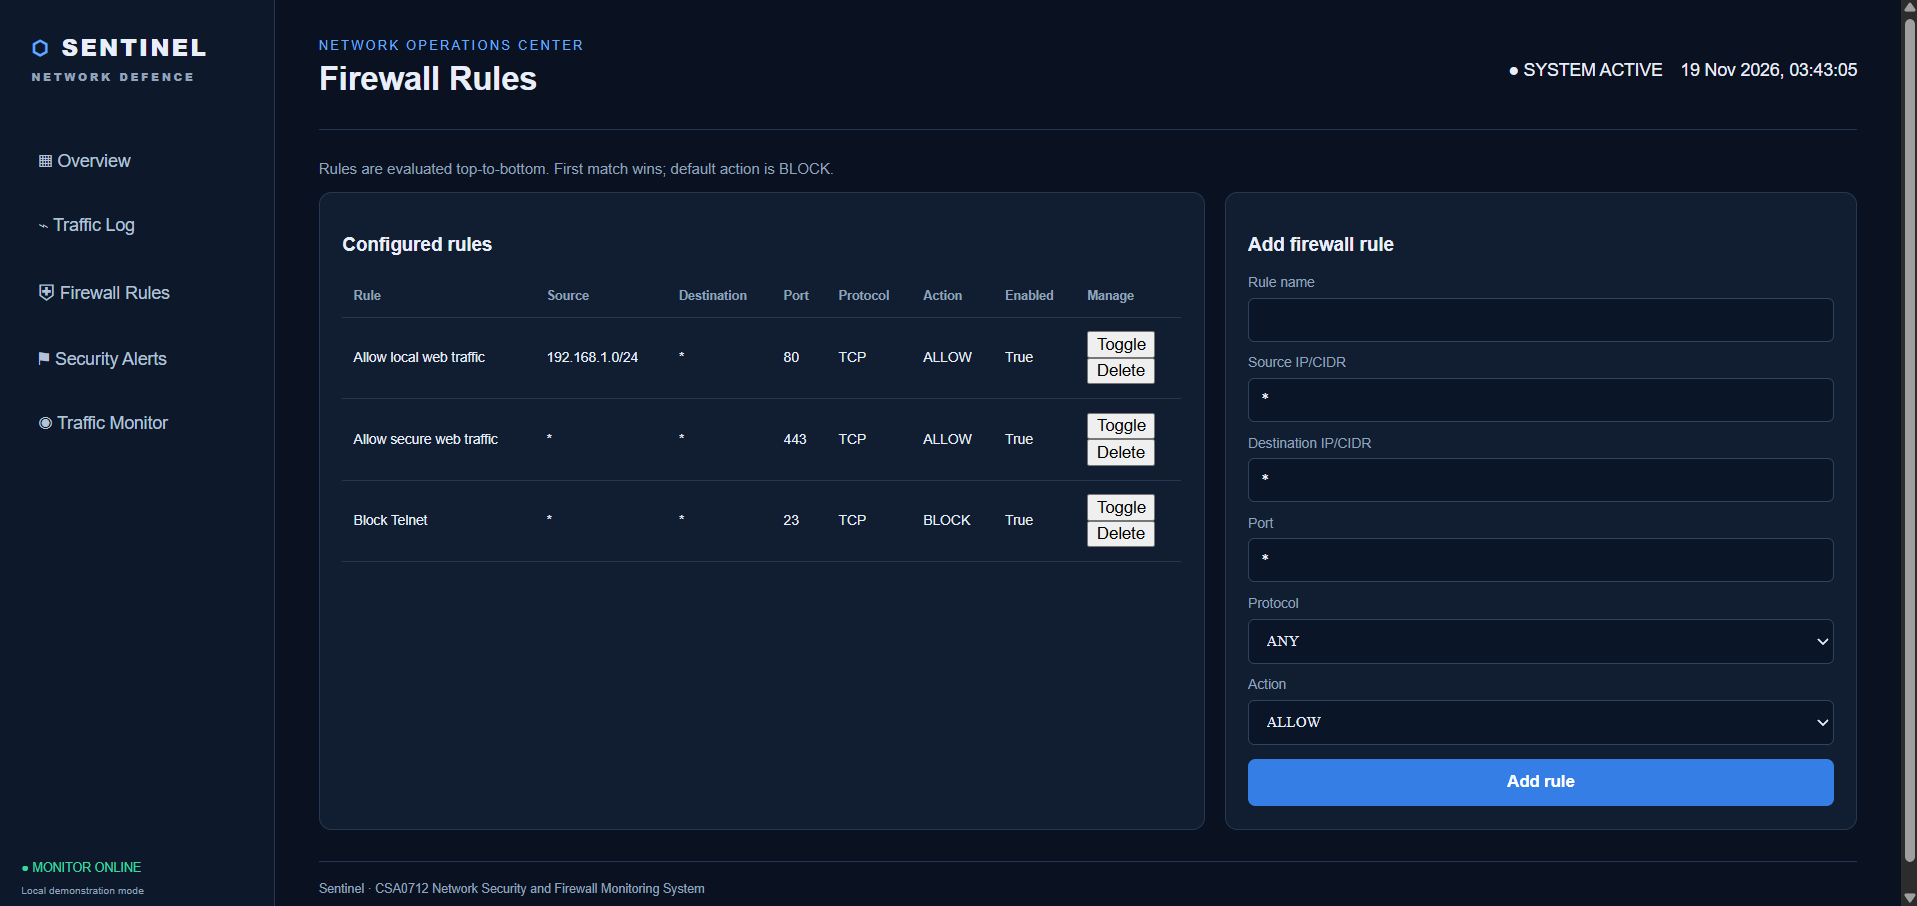 SENTINEL
NETWORK DEFENCE
Overview
Traffic Log
Firewall Rules
Security Alerts
Traffic Monitor
● MONITOR ONLINE
Local demonstration mode
NETWORK OPERATIONS CENTER
Firewall Rules
● SYSTEM ACTIVE 19 Nov 2026, 03:43:05
Rules are evaluated top-to-bottom. First match wins; default action is BLOCK.
Configured rules
Rule Source Destination Port Protocol Action Enabled Manage
Allow local web traffic 192.168.1.0/24 * 80 TCP ALLOW True Toggle
Delete
Allow secure web traffic * * 443 TCP ALLOW True Toggle
Delete
Block Telnet * * 23 TCP BLOCK True Toggle
Delete
Add firewall rule
Rule name
Source IP/CIDR
*
Destination IP/CIDR
*
Port
*
Protocol
ANY
Action
ALLOW
Add rule
Sentinel · CSA0712 Network Security and Firewall Monitoring System